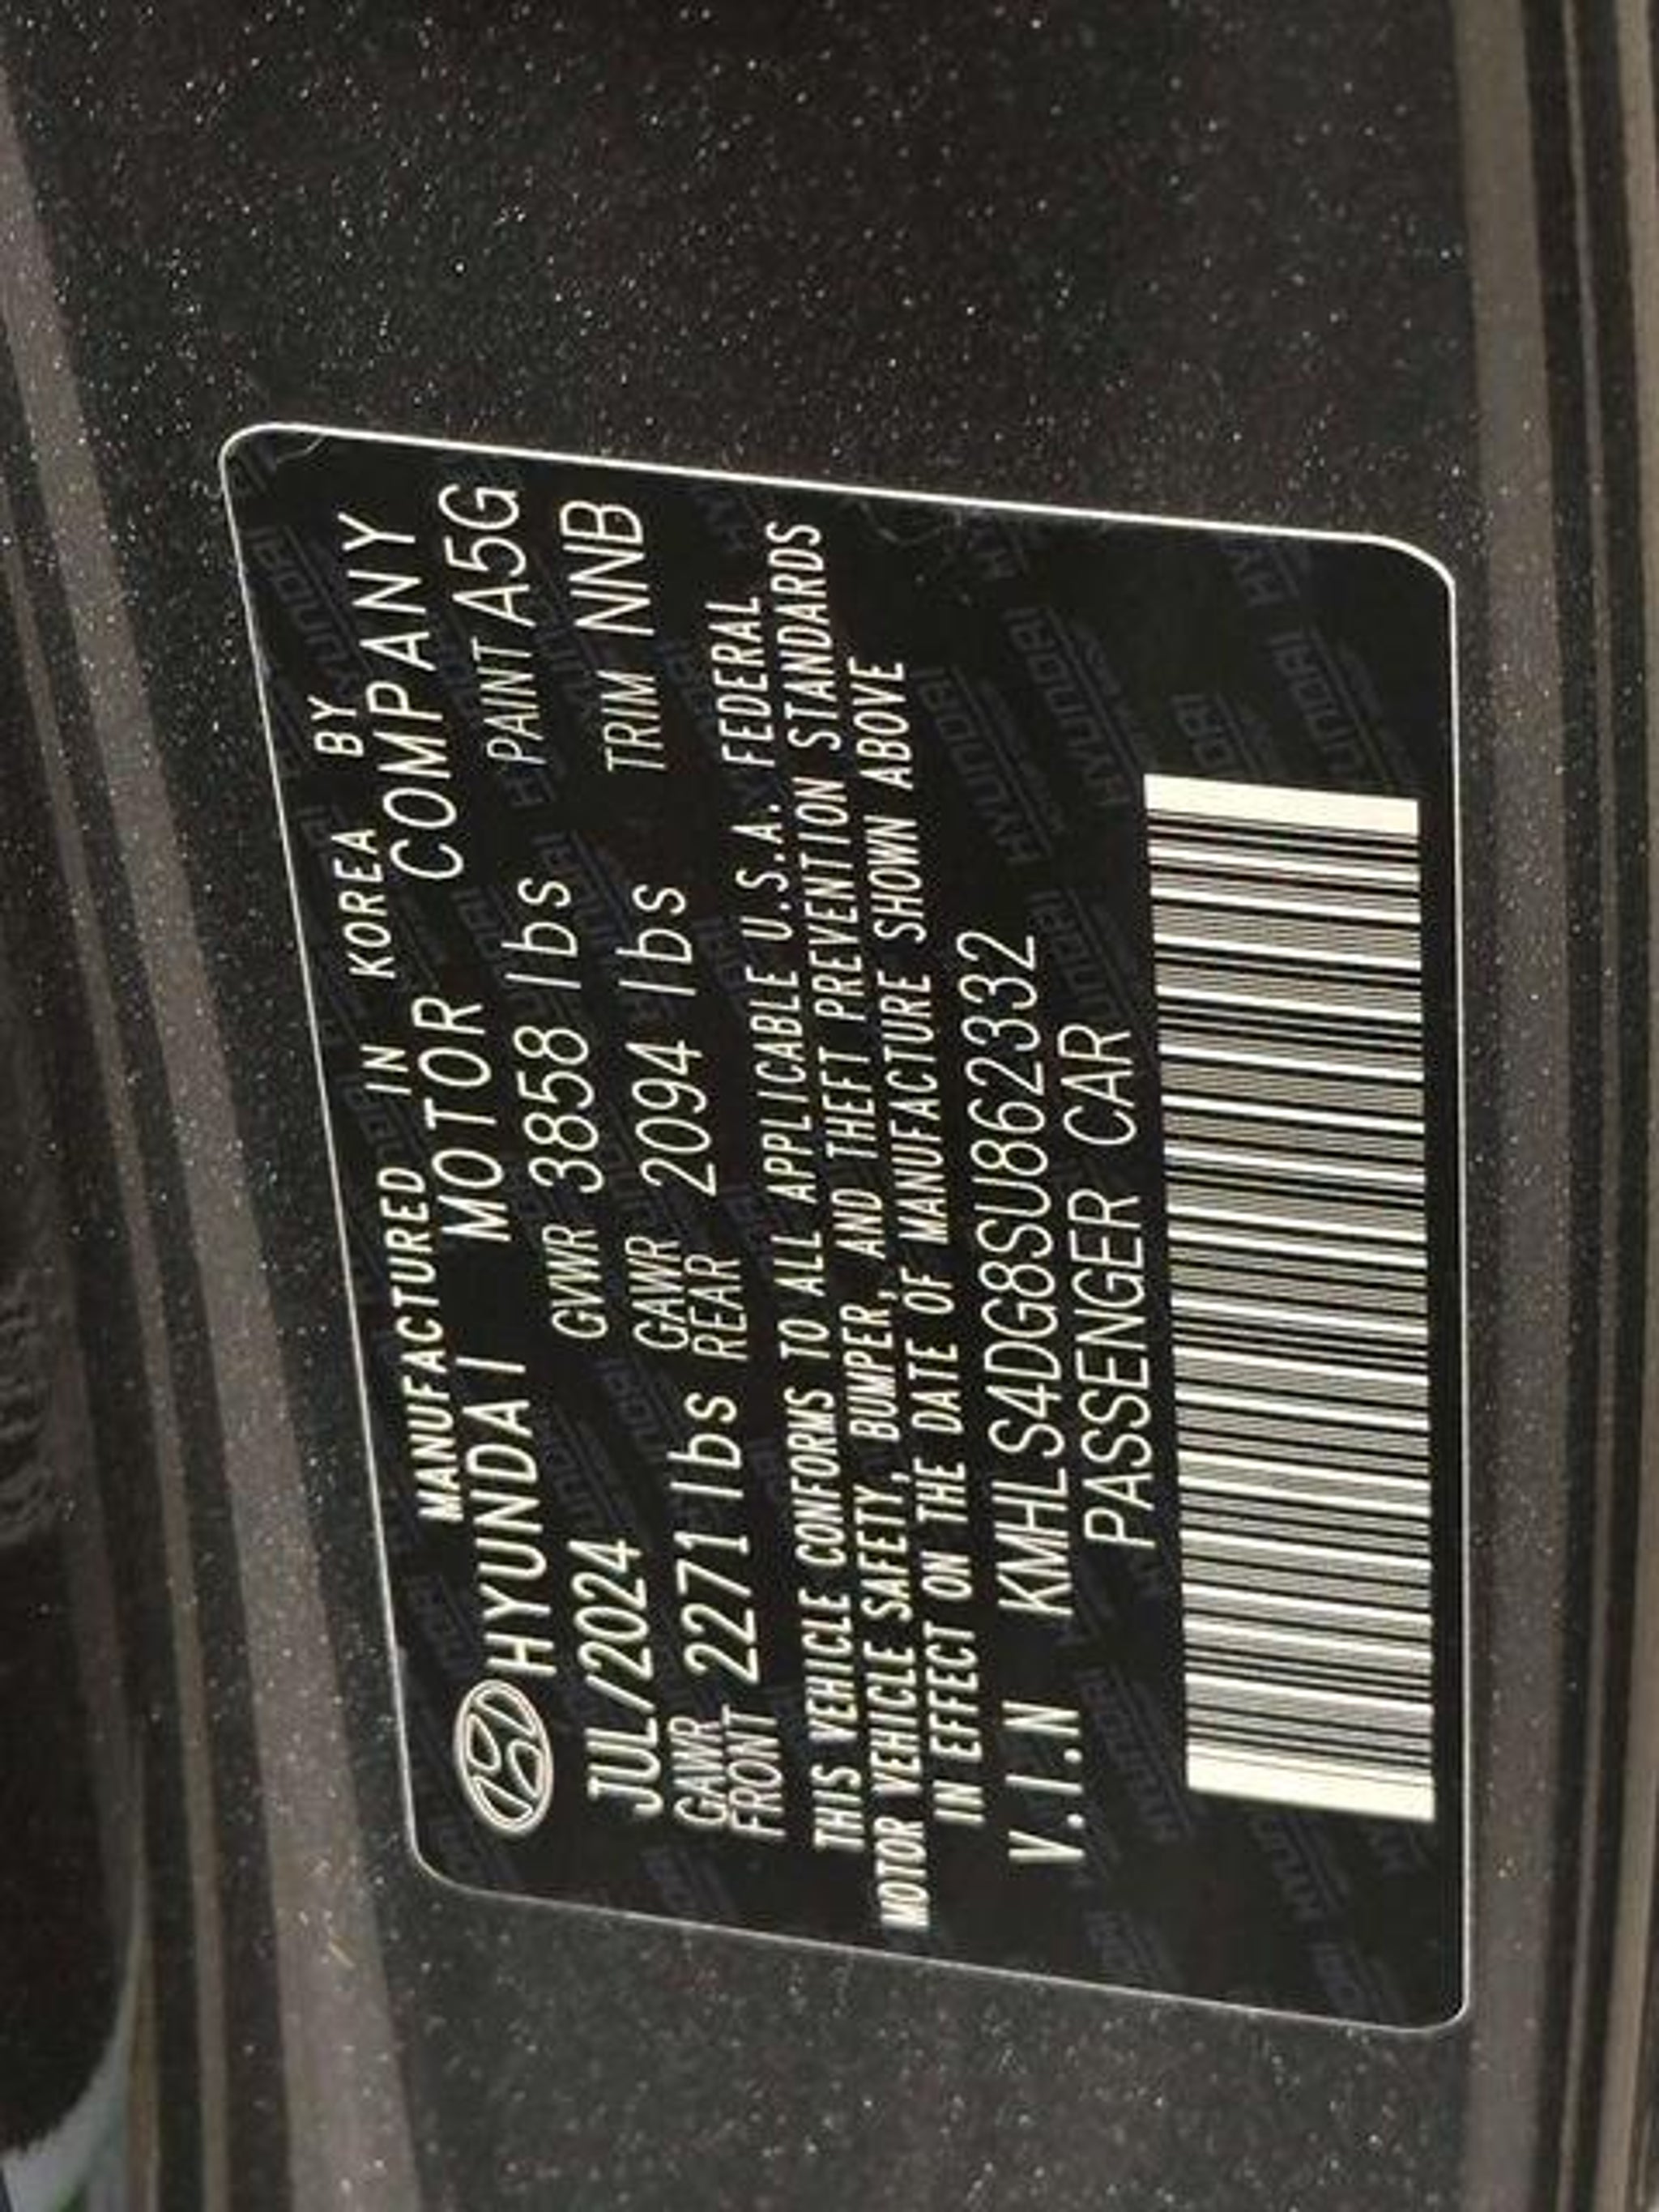 MANUFACTURED IN KOREA BY
HYUNDAI MOTOR COMPANY
JUL/2024 GVWR 3858 lbs PAINT A5G
GAWR FRONT 2271 lbs GAWR REAR 2094 lbs TRIM NNB
THIS VEHICLE CONFORMS TO ALL APPLICABLE U.S.A. FEDERAL
MOTOR VEHICLE SAFETY, BUMPER, AND THEFT PREVENTION STANDARDS
IN EFFECT ON THE DATE OF MANUFACTURE SHOWN ABOVE
V.I.N KMHLS4DG8SU862332
PASSENGER CAR